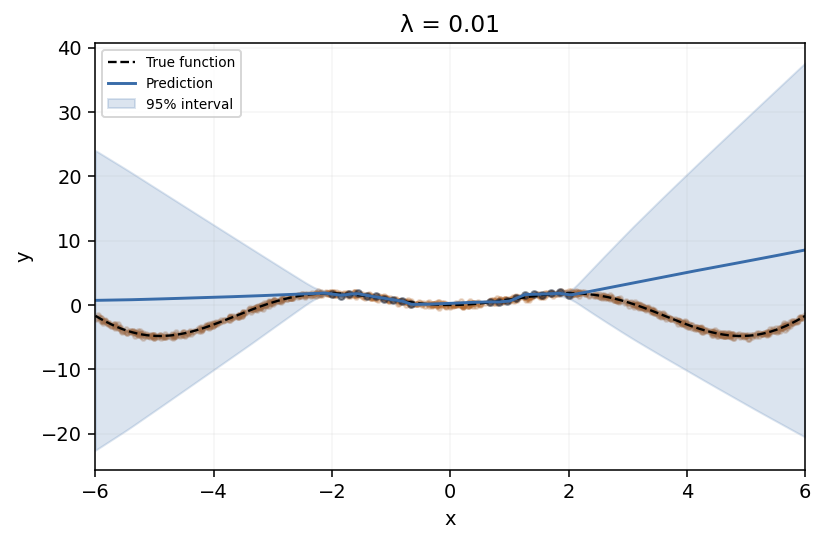 λ = 0.01
40
30
20
10
0
−10
−20
y
True function
Prediction
95% interval
−6
−4
−2
0
2
4
6
x